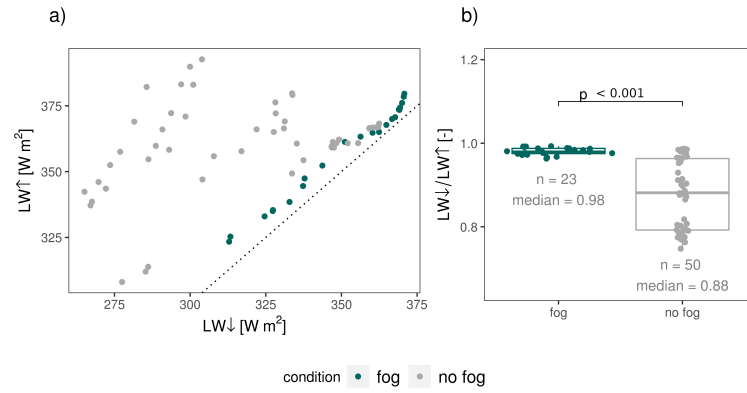 a)
LW↑ [W m²]
375
350
325
275 300 325 350 375
LW↓ [W m²]
b)
LW↓/LW↑ [-]
1.2
1.0
0.8
p < 0.001
n = 23
median = 0.98
n = 50
median = 0.88
fog no fog
condition fog no fog